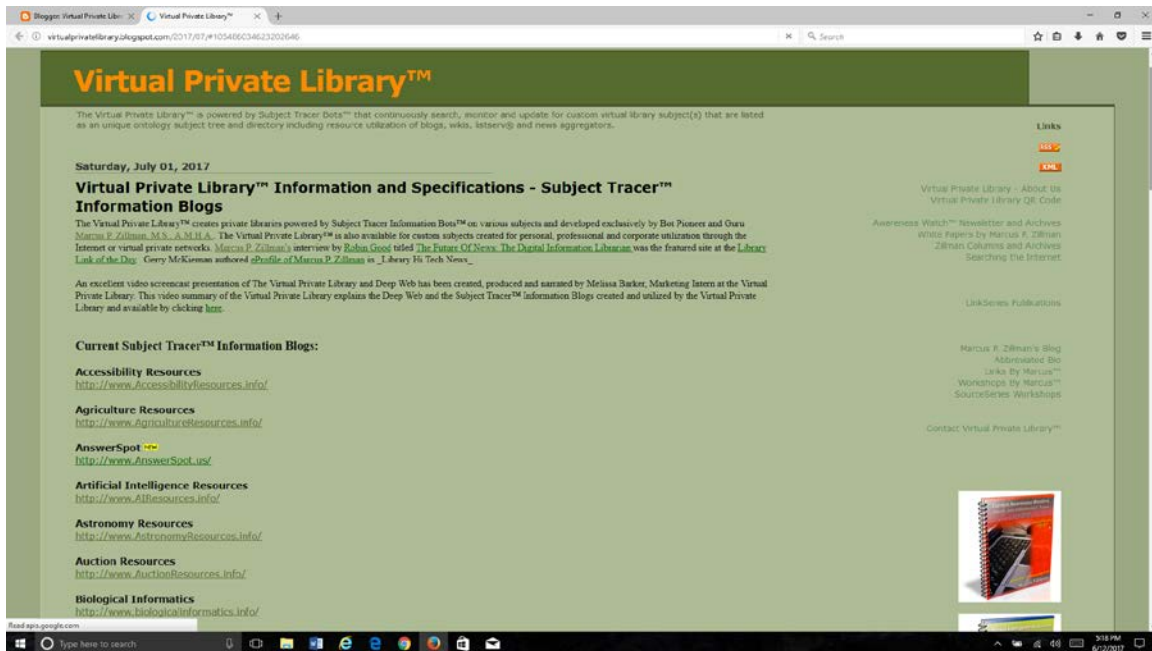 Blogger: Virtual Private Libr
Virtual Private Library™
virtualprivatelibrary.blogspot.com/2017/07/#105486034623202646
Search
Virtual Private Library™
The Virtual Private Library™ is powered by Subject Tracer Bots™ that continuously search, monitor and update for custom virtual library subject(s) that are listed
as an unique ontology subject tree and directory including resource utilization of blogs, wikis, listserv® and news aggregators.
Links
RSS
XML
Saturday, July 01, 2017
Virtual Private Library™ Information and Specifications - Subject Tracer™
Information Blogs
The Virtual Private Library™ creates private libraries powered by Subject Tracer Information Bots™ on various subjects and developed exclusively by Bot Pioneer and Guru
Marcus P. Zillman, M.S., A.M.H.A.. The Virtual Private Library™ is also available for custom subjects created for personal, professional and corporate utilization through the
Internet or virtual private networks. Marcus P. Zillman's interview by Robin Good titled The Future Of News: The Digital Information Librarian was the featured site at the Library
Link of the Day. Gerry McKiernan authored eProfile of Marcus P. Zillman in _Library Hi Tech News_
An excellent video screencast presentation of The Virtual Private Library and Deep Web has been created, produced and narrated by Melissa Barker, Marketing Intern at the Virtual
Private Library. This video summary of the Virtual Private Library explains the Deep Web and the Subject Tracer™ Information Blogs created and utilized by the Virtual Private
Library and available by clicking here.
Current Subject Tracer™ Information Blogs:
Accessibility Resources
http://www.AccessibilityResources.info/
Agriculture Resources
http://www.AgricultureResources.info/
AnswerSpot NEW
http://www.AnswerSpot.us/
Artificial Intelligence Resources
http://www.AIResources.info/
Astronomy Resources
http://www.AstronomyResources.info/
Auction Resources
http://www.AuctionResources.info/
Biological Informatics
http://www.biologicalinformatics.info/
Virtual Private Library - About Us
Virtual Private Library QR Code
Awareness Watch™ Newsletter and Archives
White Papers by Marcus P. Zillman
Zillman Columns and Archives
Searching the Internet
LinkSeries Publications
Marcus P. Zillman's Blog
Abbreviated Bio
Links By Marcus™
Workshops By Marcus™
SourceSeries Workshops
Contact Virtual Private Library™
Read apis.google.com
Type here to search
5:18 PM
6/12/2017